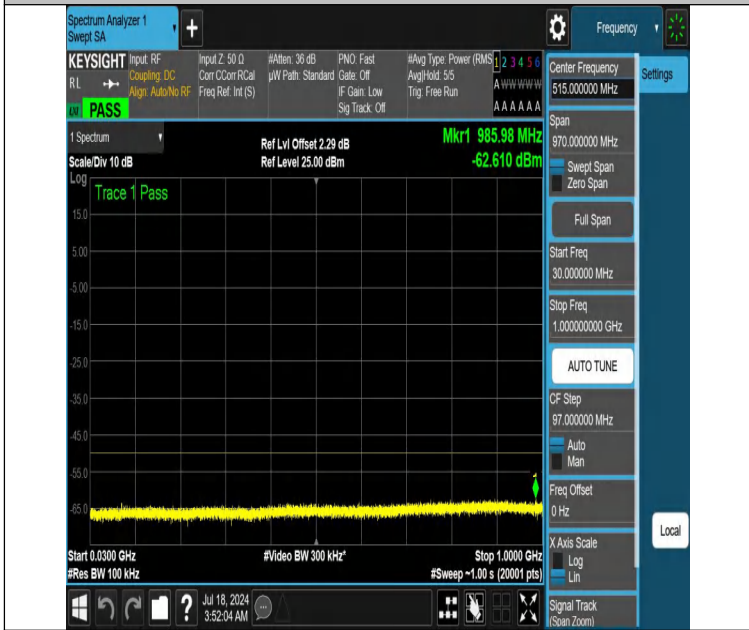 Spectrum Analyzer 1
Swept SA
+
Frequency
KEYSIGHT
RL
LXI
PASS
Input: RF
Coupling: DC
Align: Auto/No RF
Input Z: 50 Ω
Corr CCorr RCal
Freq Ref: Int (S)
#Atten: 36 dB
µW Path: Standard
PNO: Fast
Gate: Off
IF Gain: Low
Sig Track: Off
#Avg Type: Power (RMS
Avg|Hold: 5/5
Trig: Free Run
1 2 3 4 5 6
A W W W W W
A A A A A A
1 Spectrum
Scale/Div 10 dB
Ref Lvl Offset 2.29 dB
Ref Level 25.00 dBm
Mkr1 985.98 MHz
-62.610 dBm
Log
Trace 1 Pass
15.0
5.00
-5.00
-15.0
-25.0
-35.0
-45.0
-55.0
-65.0
1
Start 0.0300 GHz
#Res BW 100 kHz
#Video BW 300 kHz*
Stop 1.0000 GHz
#Sweep ~1.00 s (20001 pts)
Center Frequency
515.000000 MHz
Settings
Span
970.000000 MHz
Swept Span
Zero Span
Full Span
Start Freq
30.000000 MHz
Stop Freq
1.000000000 GHz
AUTO TUNE
CF Step
97.000000 MHz
Auto
Man
Freq Offset
0 Hz
X Axis Scale
Log
Lin
Local
Signal Track
(Span Zoom)
?
Jul 18, 2024
3:52:04 AM